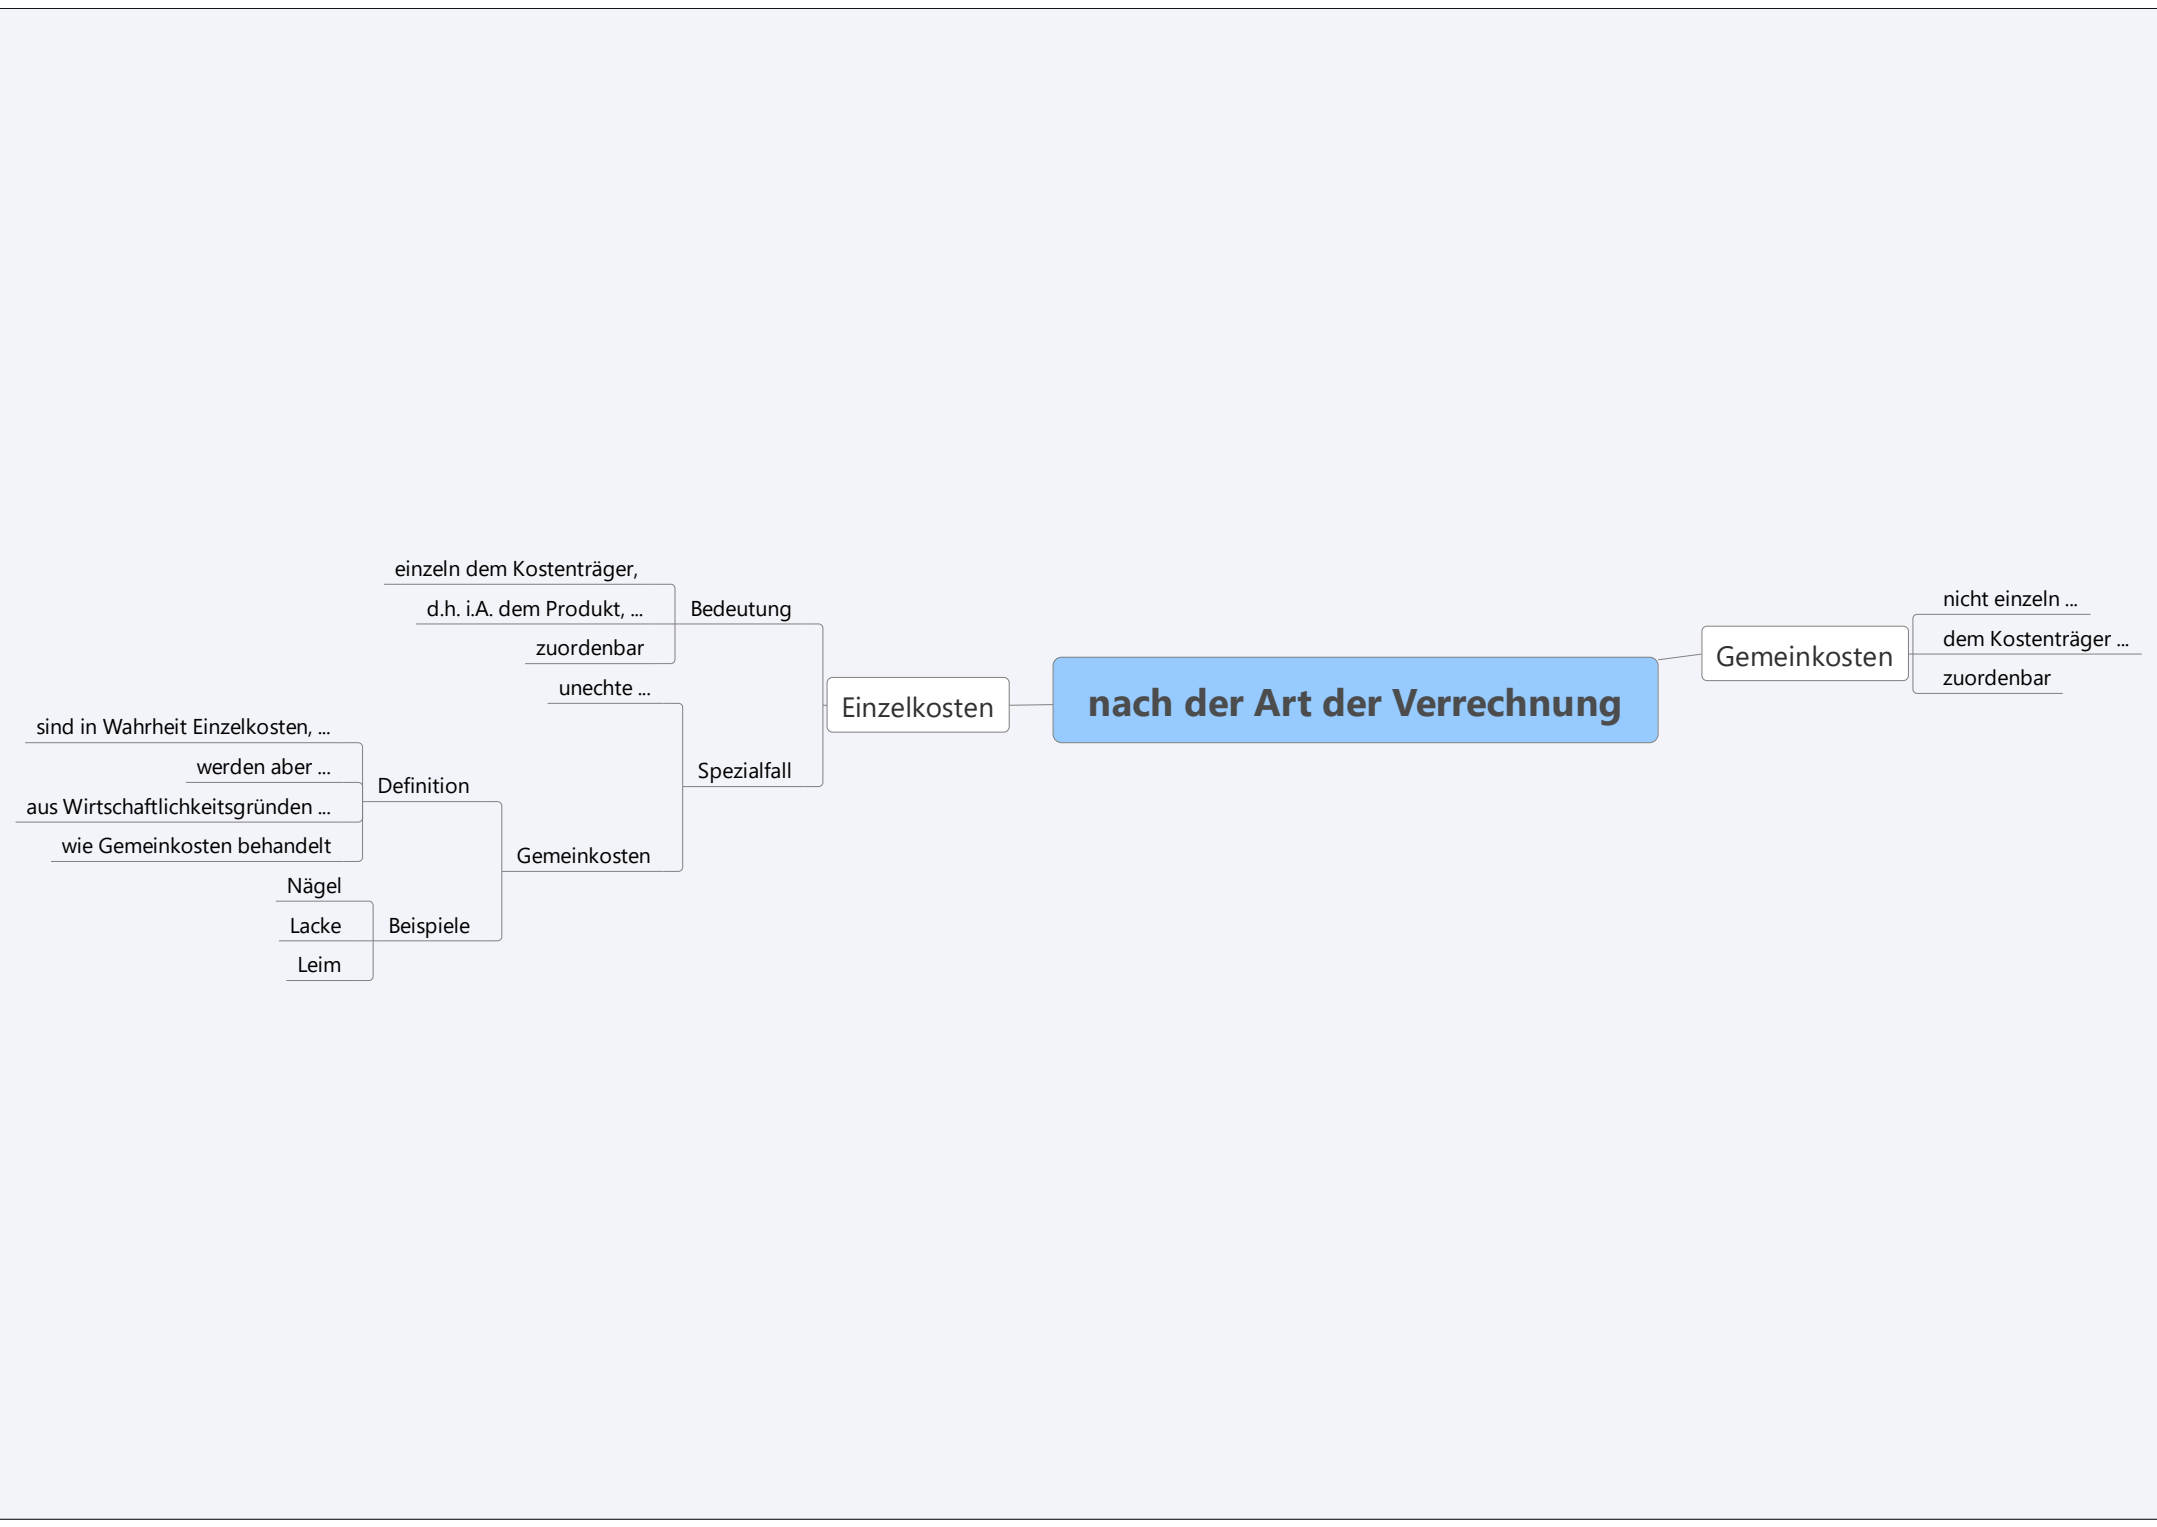 einzeln dem Kostenträger,
d.h. i.A. dem Produkt, ...
zuordenbar
Bedeutung
unechte ...
sind in Wahrheit Einzelkosten, ...
werden aber ...
aus Wirtschaftlichkeitsgründen ...
wie Gemeinkosten behandelt
Definition
Nägel
Lacke
Leim
Beispiele
Gemeinkosten
Spezialfall
Einzelkosten
nach der Art der Verrechnung
Gemeinkosten
nicht einzeln ...
dem Kostenträger ...
zuordenbar